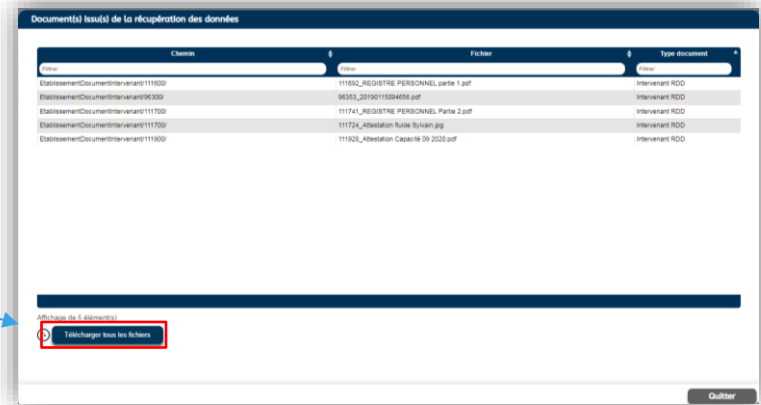 Document(s) issu(s) de la récupération des données
Chemin Fichier Type document
Filtrer Filtrer Filtrer
EtablissementDocumentIntervenant/111600/ 111692_REGISTRE PERSONNEL partie 1.pdf Intervenant RDD
EtablissementDocumentIntervenant/96300/ 96353_20190115094656.pdf Intervenant RDD
EtablissementDocumentIntervenant/111700/ 111741_REGISTRE PERSONNEL Partie 2.pdf Intervenant RDD
EtablissementDocumentIntervenant/111700/ 111724_Attestation fluide Sylvain.jpg Intervenant RDD
EtablissementDocumentIntervenant/111900/ 111926_Attestation Capacité 09 2020.pdf Intervenant RDD
Affichage de 5 élément(s)
Télécharger tous les fichiers
Quitter